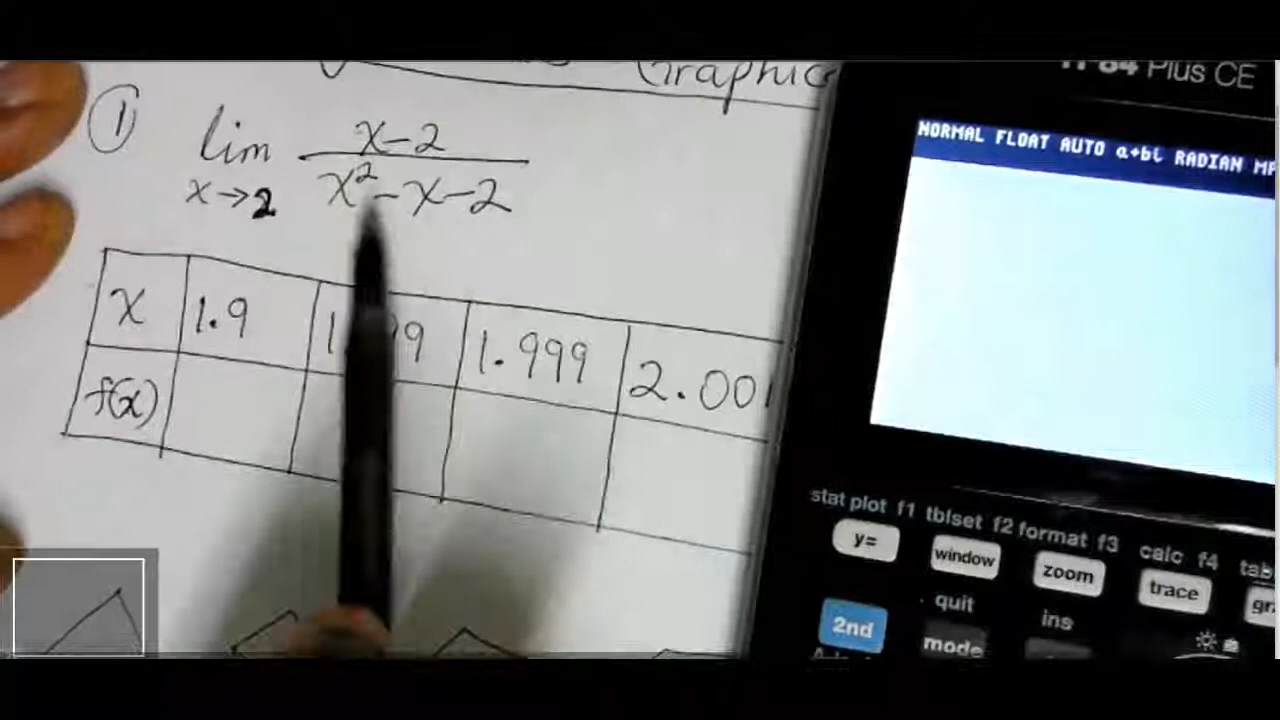 Graphic
① lim x→2 (x-2)/(x²-x-2)
x 1.9 1.999 2.001
f(x)
84 Plus CE
NORMAL FLOAT AUTO a+bi RADIAN MP
stat plot f1 tblset f2 format f3 calc f4
y= window zoom trace
quit ins
2nd mode